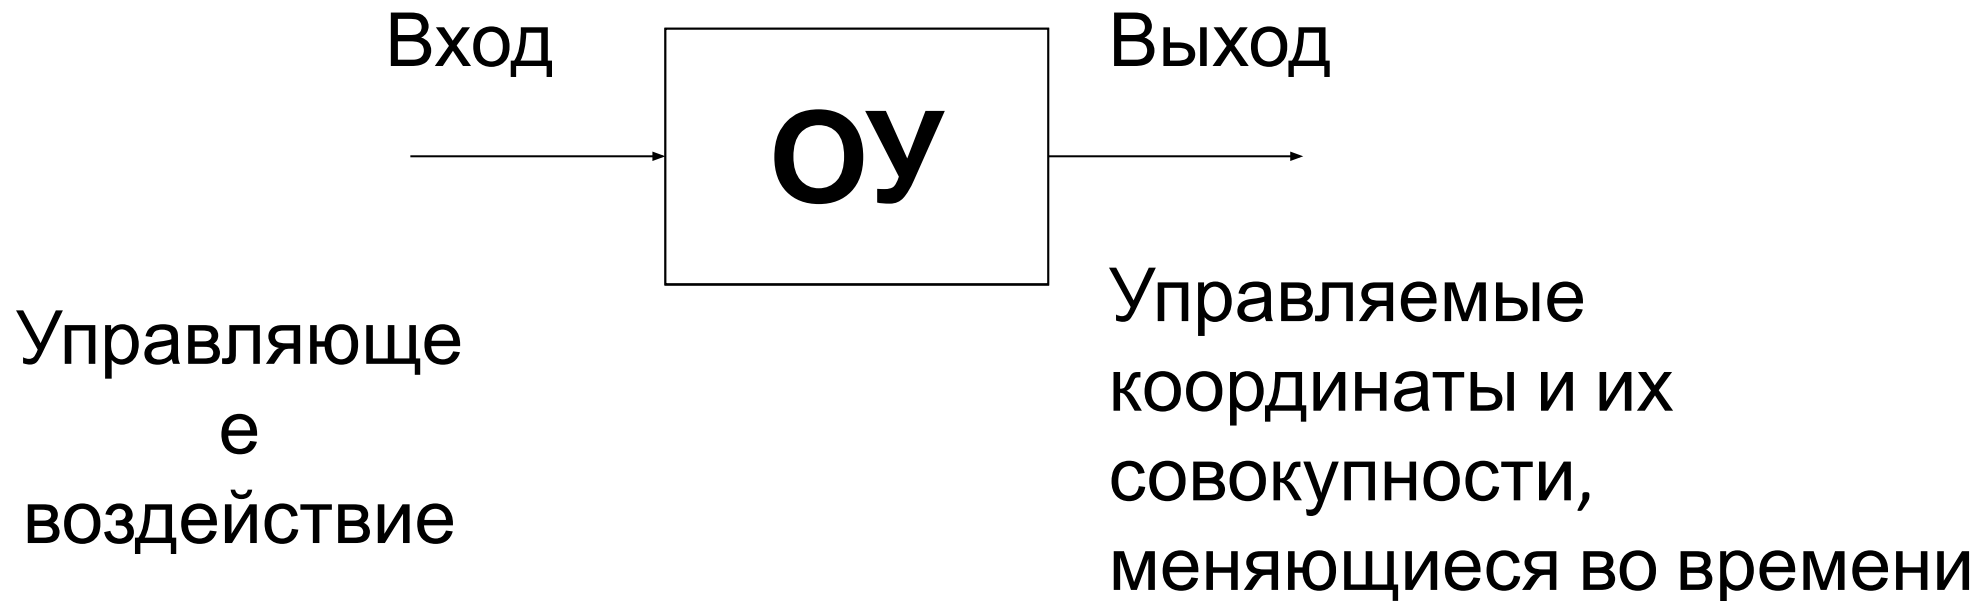 Вход
ОУ
Выход
Управляюще
е
воздействие
Управляемые
координаты и их
совокупности,
меняющиеся во времени